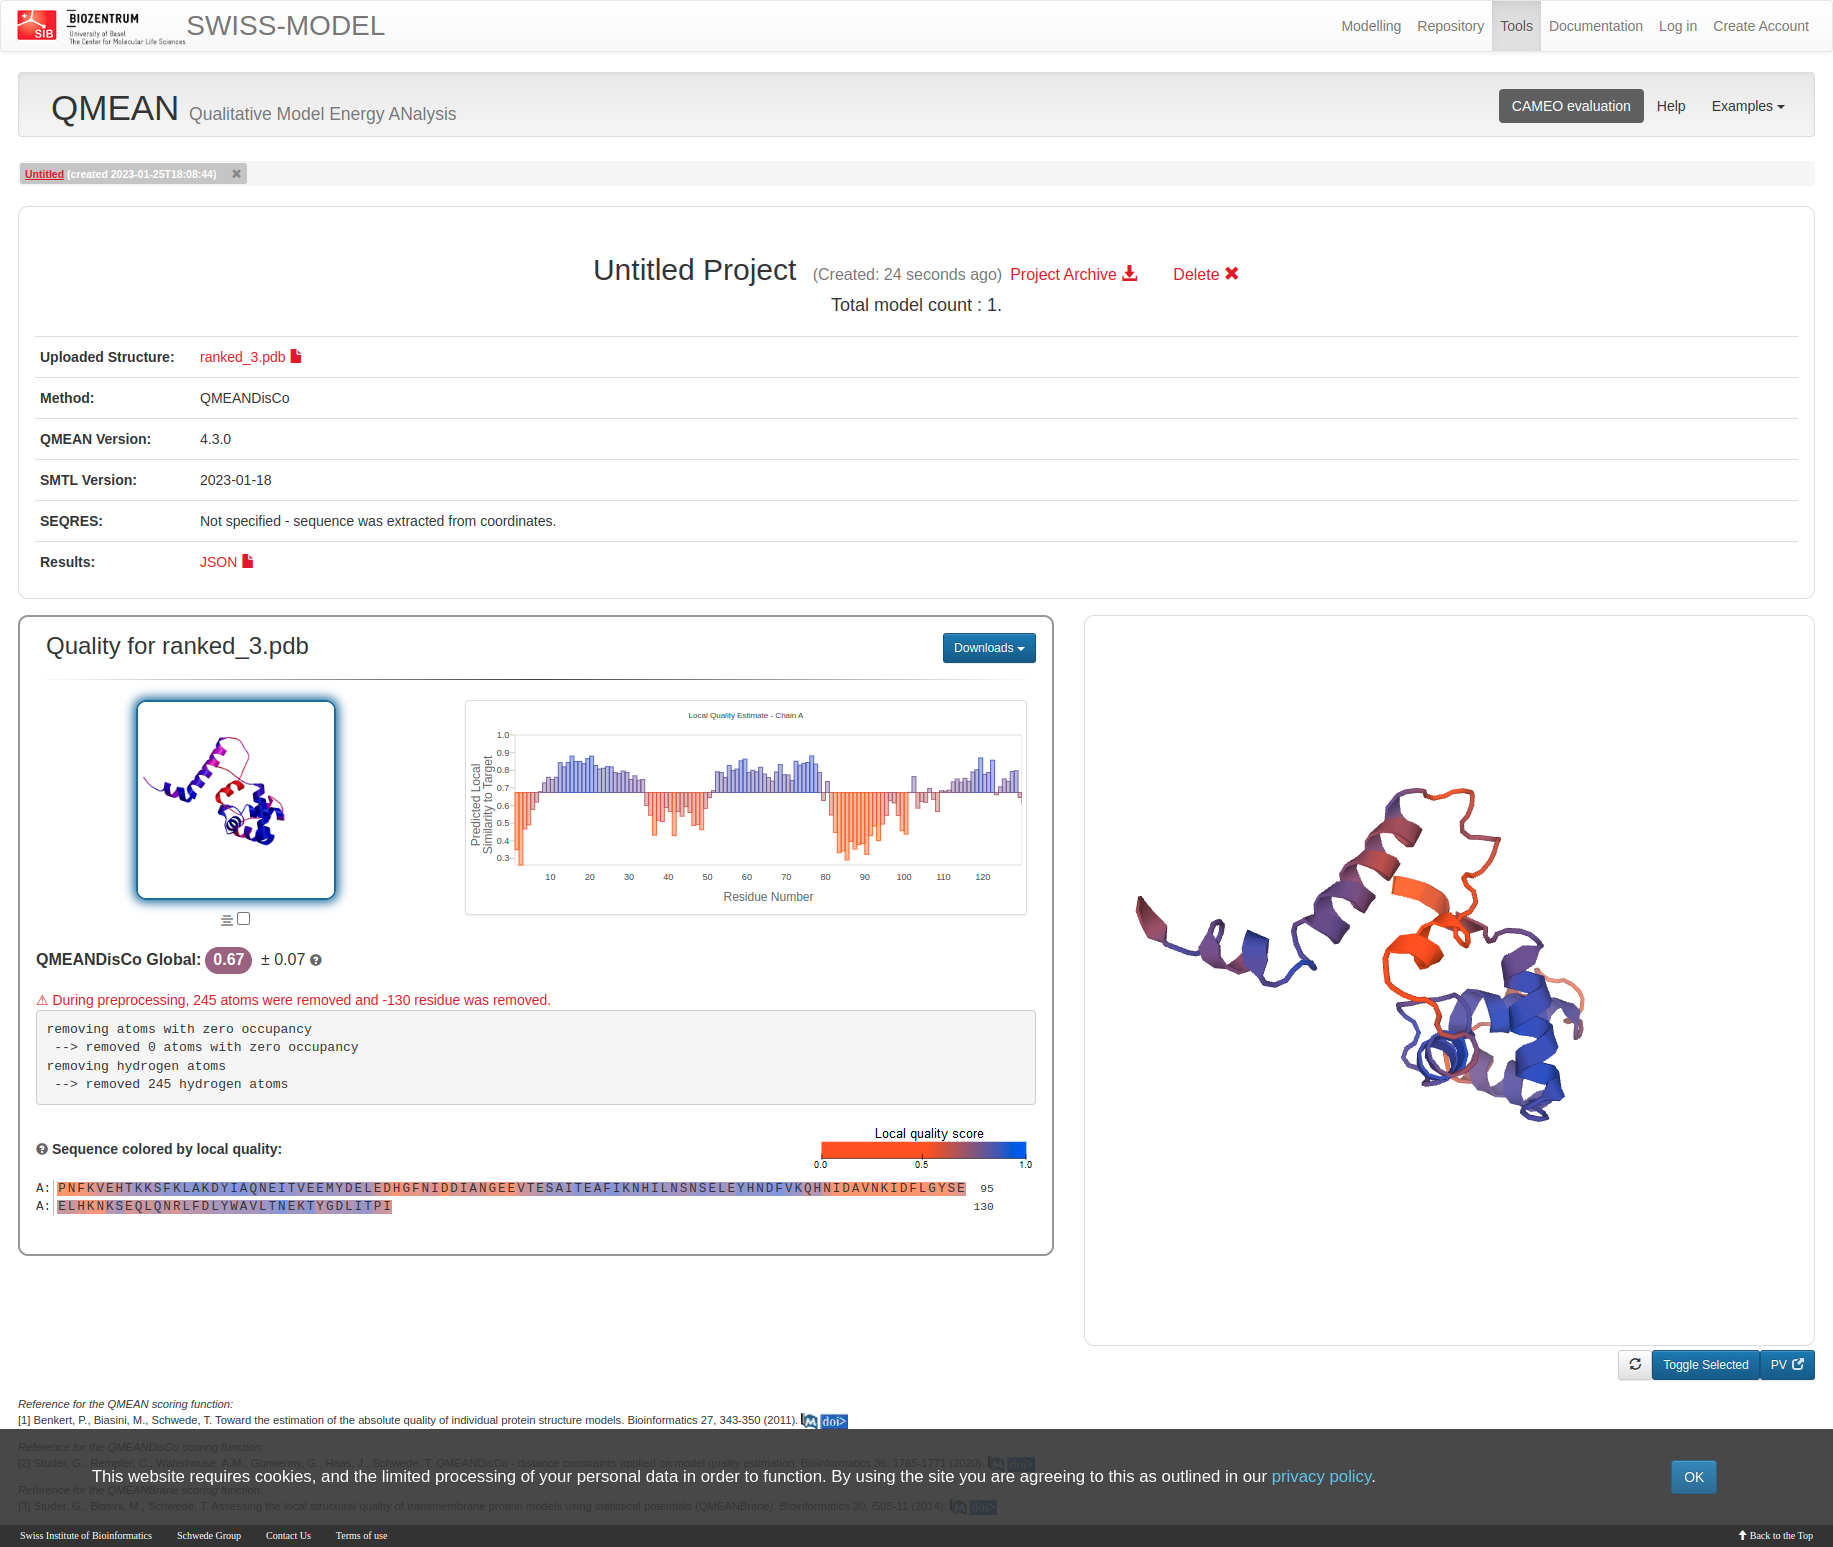 SIB
BIOZENTRUM
University of Basel
The Center for Molecular Life Sciences
SWISS-MODEL
Modelling Repository Tools Documentation Log in Create Account
QMEAN Qualitative Model Energy ANalysis
CAMEO evaluation Help Examples
Untitled (created 2023-01-25T18:08:44)
Untitled Project (Created: 24 seconds ago) Project Archive Delete
Total model count : 1.
Uploaded Structure: ranked_3.pdb
Method: QMEANDisCo
QMEAN Version: 4.3.0
SMTL Version: 2023-01-18
SEQRES: Not specified - sequence was extracted from coordinates.
Results: JSON
Quality for ranked_3.pdb
Downloads
Local Quality Estimate - Chain A
Predicted Local
Similarity to Target
1.0
0.9
0.8
0.7
0.6
0.5
0.4
0.3
10 20 30 40 50 60 70 80 90 100 110 120
Residue Number
QMEANDisCo Global: 0.67 ± 0.07
During preprocessing, 245 atoms were removed and -130 residue was removed.
removing atoms with zero occupancy
--> removed 0 atoms with zero occupancy
removing hydrogen atoms
--> removed 245 hydrogen atoms
Sequence colored by local quality:
Local quality score
0.0 0.5 1.0
A: PNFKVEHTKKSFKLAKDYIAQNEITVEEMYDELEDHGFNIDDIANGEEVTESAITEAFIKNHILNSNSELEYHNDFVKQHNIDAVNKIDFLGYSE 95
A: ELHKNKSEQLQNRLFDLYWAVLTNEKTYGDLITPI 130
Toggle Selected PV
Reference for the QMEAN scoring function:
[1] Benkert, P., Biasini, M., Schwede, T. Toward the estimation of the absolute quality of individual protein structure models. Bioinformatics 27, 343-350 (2011). M doi>
Reference for the QMEANDisCo scoring function:
[2] Studer, G., Rempfer, C., Waterhouse, A.M., Gumienny, G., Haas, J., Schwede, T. QMEANDisCo - distance constraints applied on model quality estimation. Bioinformatics 36, 1765-1771 (2020). M doi>
This website requires cookies, and the limited processing of your personal data in order to function. By using the site you are agreeing to this as outlined in our privacy policy.
OK
Reference for the QMEANBrane scoring function:
[3] Studer, G., Biasini, M., Schwede, T. Assessing the local structural quality of transmembrane protein models using statistical potentials (QMEANBrane). Bioinformatics 30, i505-11 (2014). M doi>
Swiss Institute of Bioinformatics Schwede Group Contact Us Terms of use
Back to the Top